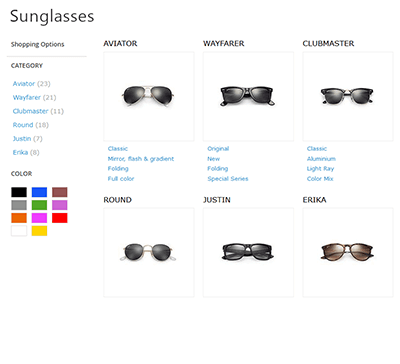 Sunglasses
Shopping Options
CATEGORY
Aviator (23)
Wayfarer (21)
Clubmaster (11)
Round (18)
Justin (7)
Erika (8)
COLOR
AVIATOR
Classic
Mirror, flash & gradient
Folding
Full color
WAYFARER
Original
New
Folding
Special Series
CLUBMASTER
Classic
Aluminium
Light Ray
Color Mix
ROUND
JUSTIN
ERIKA